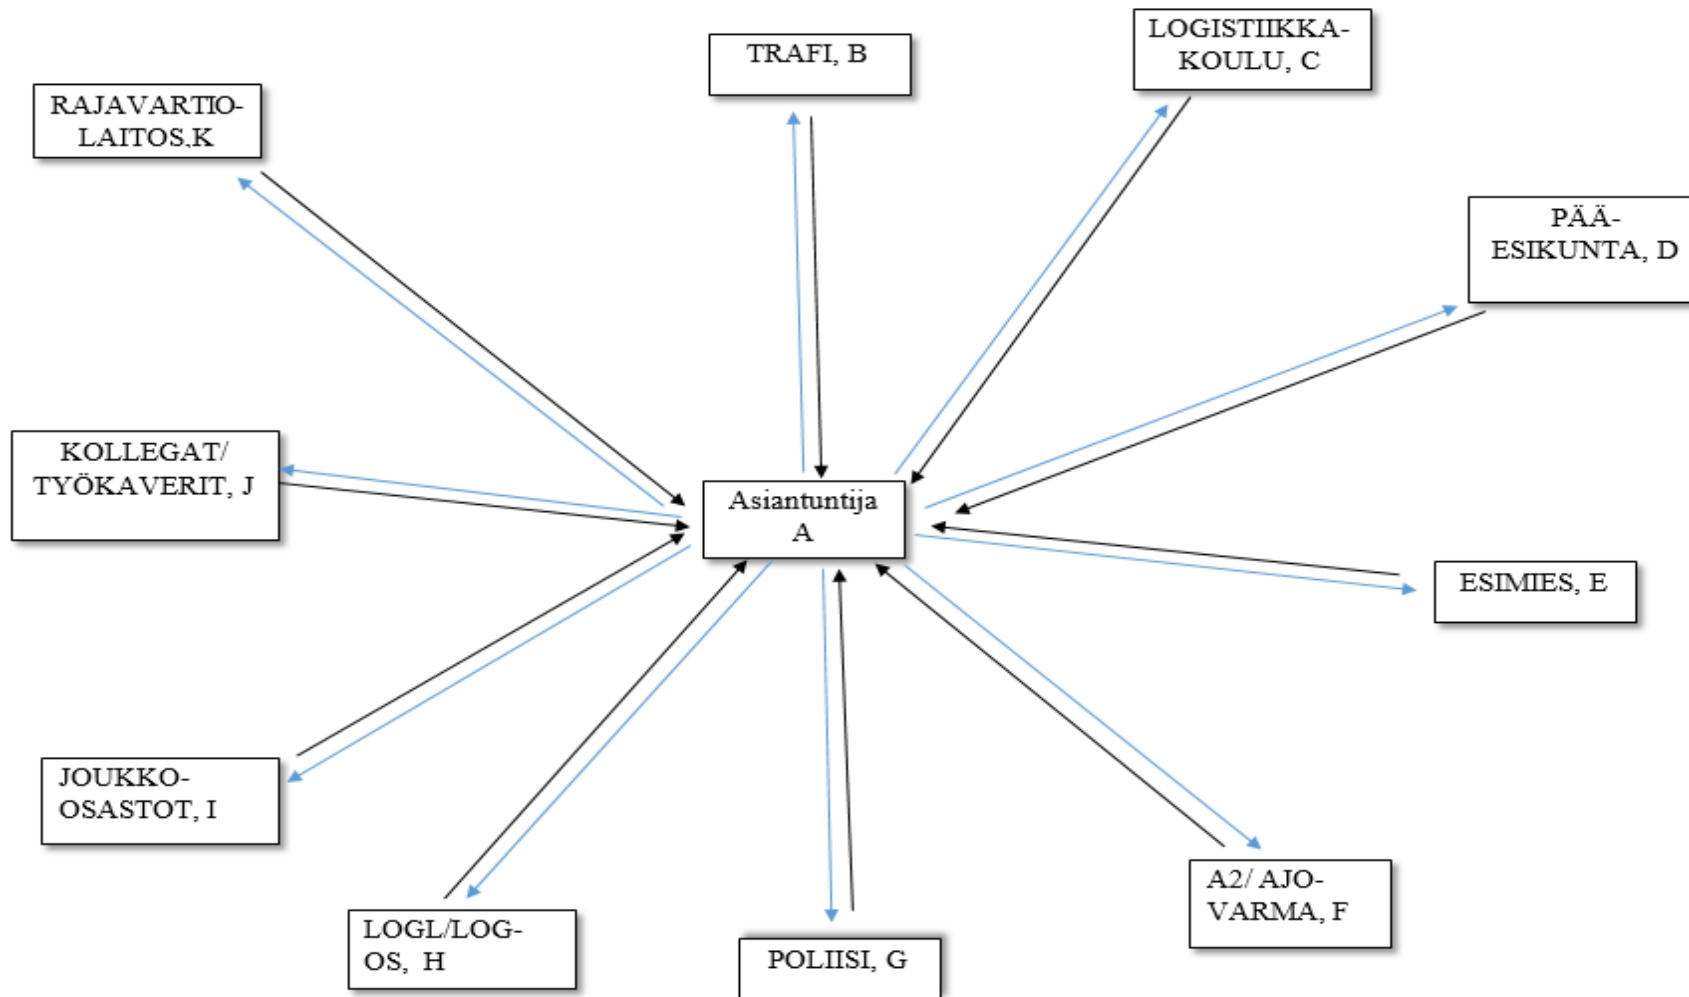 TRAFI, B
LOGISTIIKKA-
KOULU, C
RAJAVARTIO-
LAITOS,K
PÄÄ-
ESIKUNTA, D
KOLLEGAT/
TYÖKAVERIT, J
Asiantuntija
A
ESIMIES, E
JOUKKO-
OSASTOT, I
A2/ AJO-
VARMA, F
LOGL/LOG-
OS, H
POLIISI, G